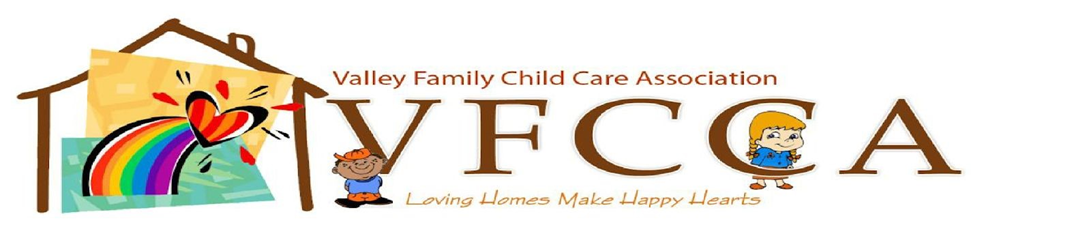 Valley Family Child Care Association
VFCCA
Loving Homes Make Happy Hearts